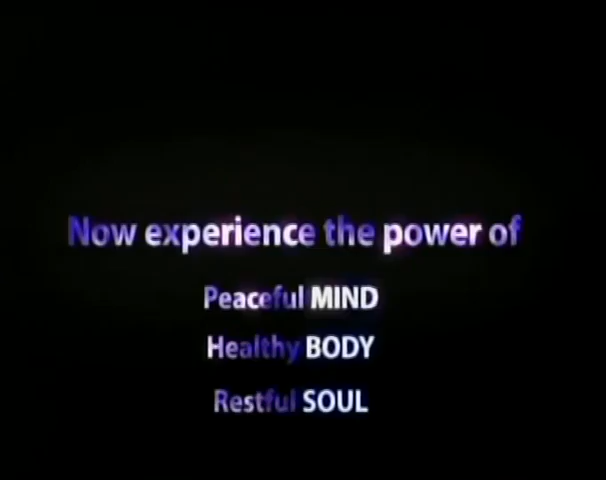 Now experience the power of
Peaceful MIND
Healthy BODY
Restful SOUL